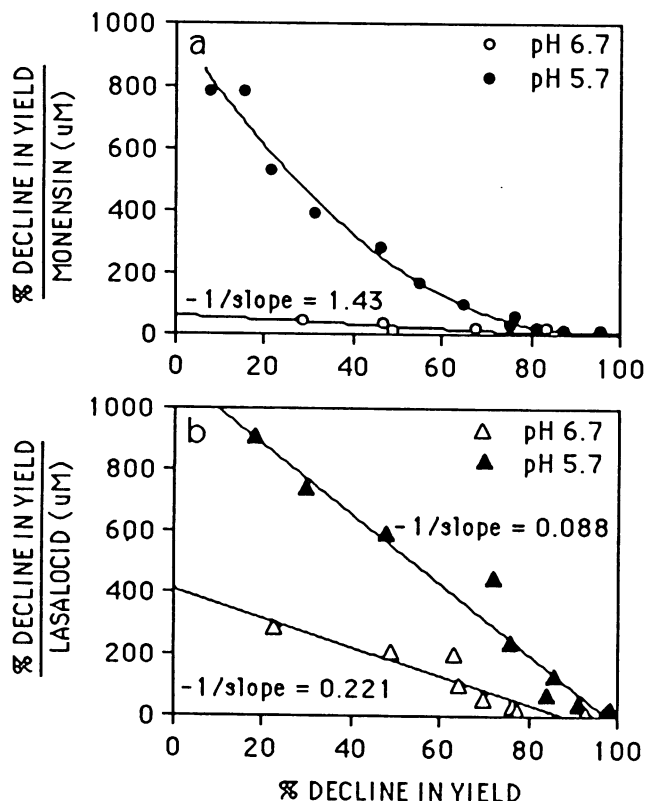 a
○ pH 6.7
● pH 5.7
% DECLINE IN YIELD
MONENSIN (uM)
1000
800
600
400
200
0
-1/slope = 1.43
0 20 40 60 80 100
b
△ pH 6.7
▲ pH 5.7
% DECLINE IN YIELD
LASALOCID (uM)
1000
800
600
400
200
0
-1/slope = 0.088
-1/slope = 0.221
0 20 40 60 80 100
% DECLINE IN YIELD